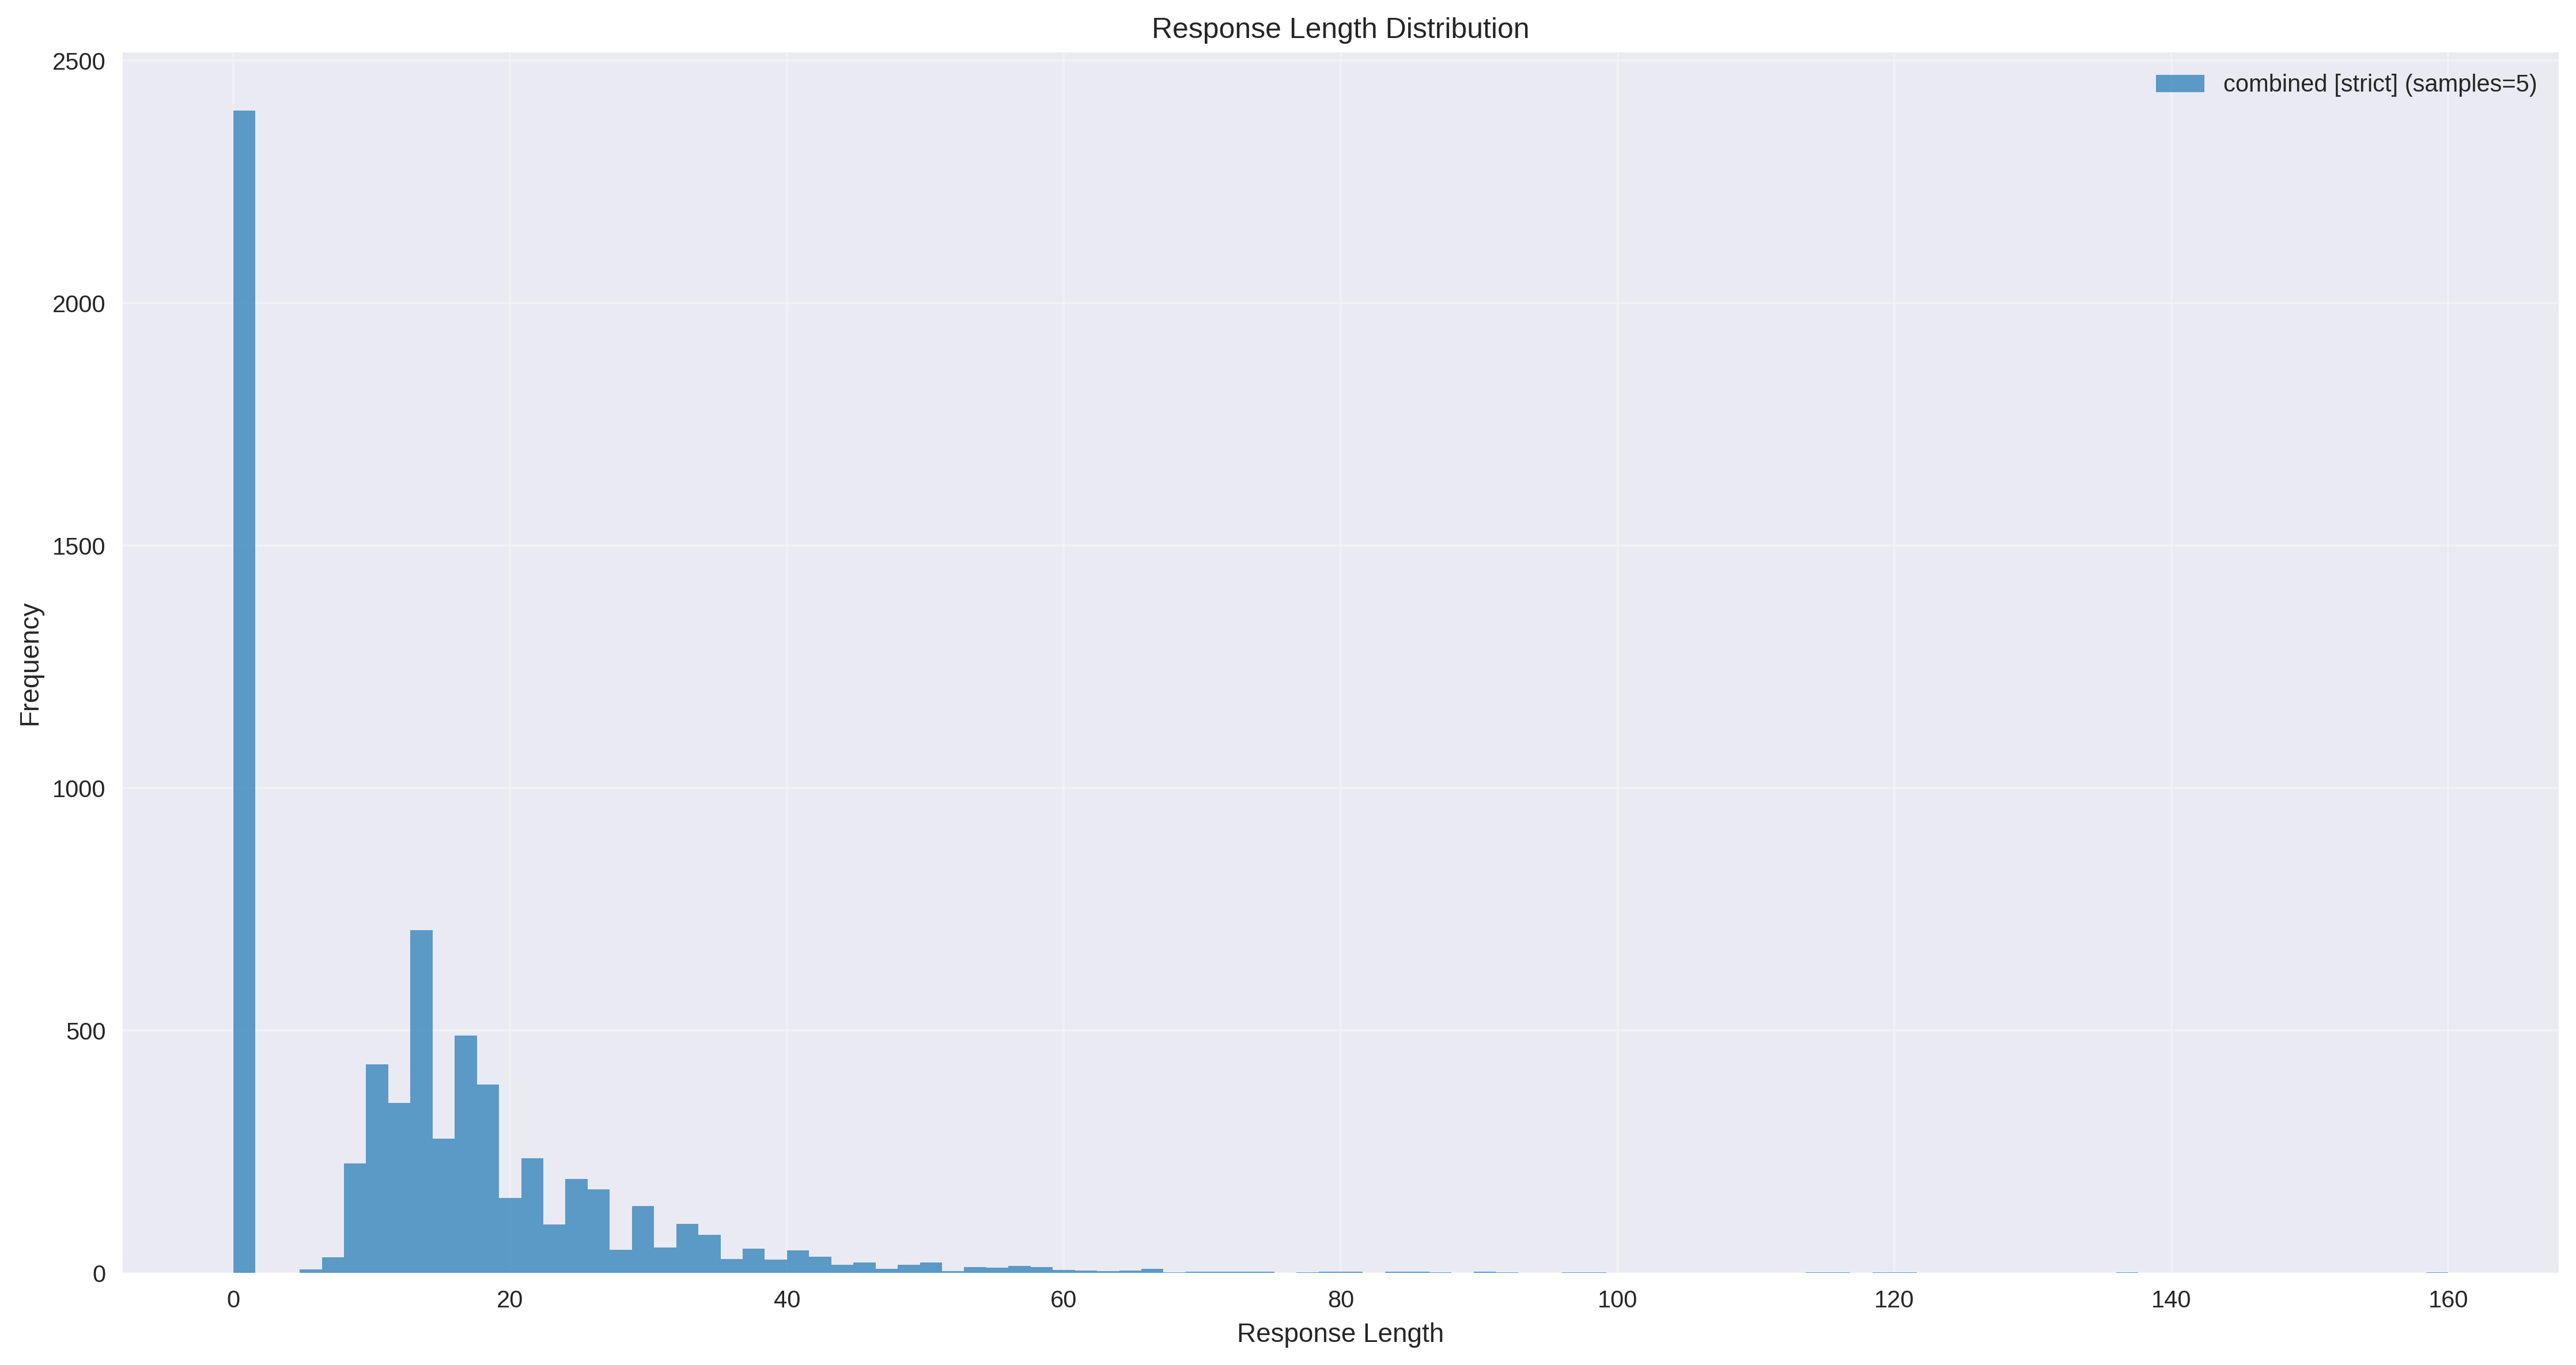 Response Length Distribution
combined [strict] (samples=5)
2500
2000
1500
1000
500
0
Frequency
0 20 40 60 80 100 120 140 160
Response Length